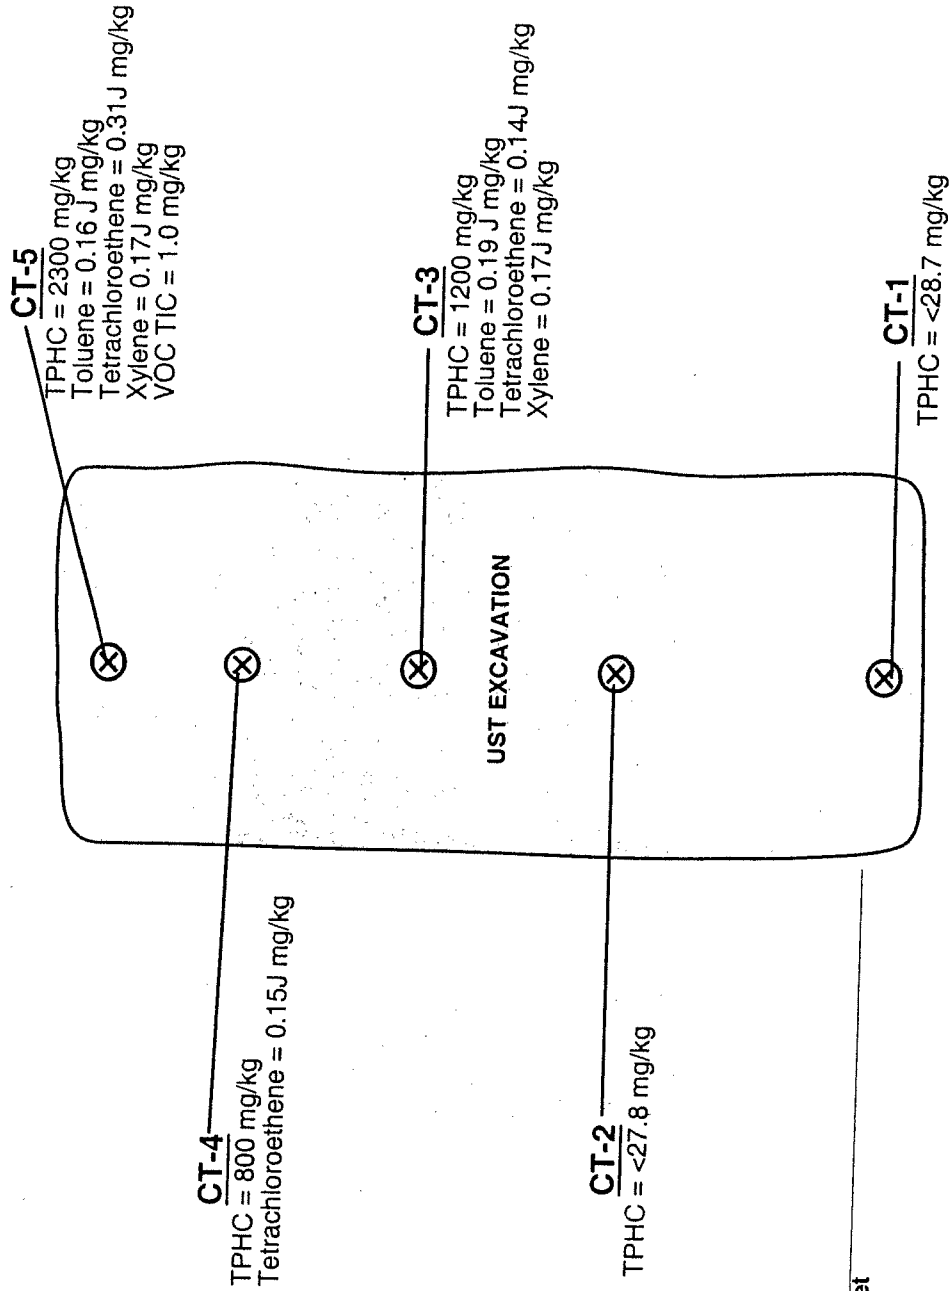 CT-5
TPHC = 2300 mg/kg
Toluene = 0.16 J mg/kg
Tetrachloroethene = 0.31J mg/kg
Xylene = 0.17J mg/kg
VOC TIC = 1.0 mg/kg
CT-4
TPHC = 800 mg/kg
Tetrachloroethene = 0.15J mg/kg
CT-3
TPHC = 1200 mg/kg
Toluene = 0.19 J mg/kg
Tetrachloroethene = 0.14J mg/kg
Xylene = 0.17J mg/kg
UST EXCAVATION
CT-2
TPHC = <27.8 mg/kg
CT-1
TPHC = <28.7 mg/kg
et